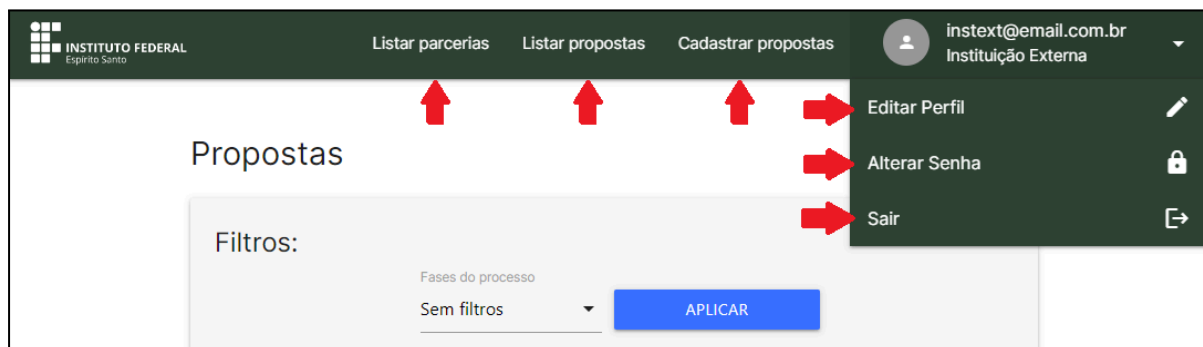 INSTITUTO FEDERAL
Espírito Santo
Listar parcerias
Listar propostas
Cadastrar propostas
instext@email.com.br
Instituição Externa
Editar Perfil
Alterar Senha
Sair
Propostas
Filtros:
Fases do processo
Sem filtros
APLICAR